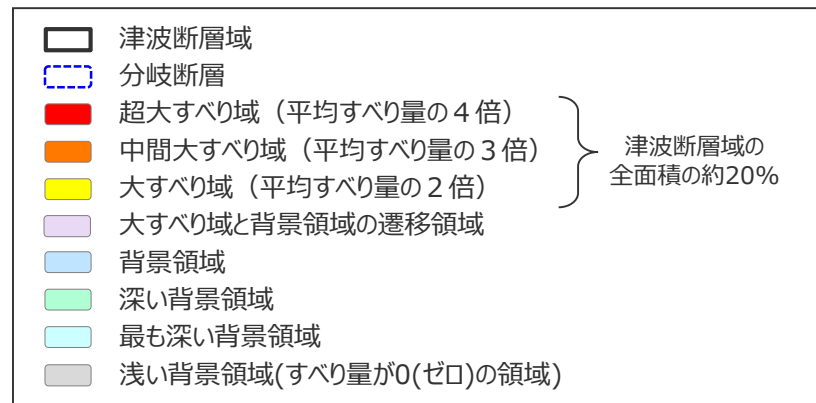 津波断層域
分岐断層
超大すべり域（平均すべり量の４倍）
中間大すべり域（平均すべり量の３倍）
大すべり域（平均すべり量の２倍）
津波断層域の
全面積の約20%
大すべり域と背景領域の遷移領域
背景領域
深い背景領域
最も深い背景領域
浅い背景領域(すべり量が0(ゼロ)の領域)